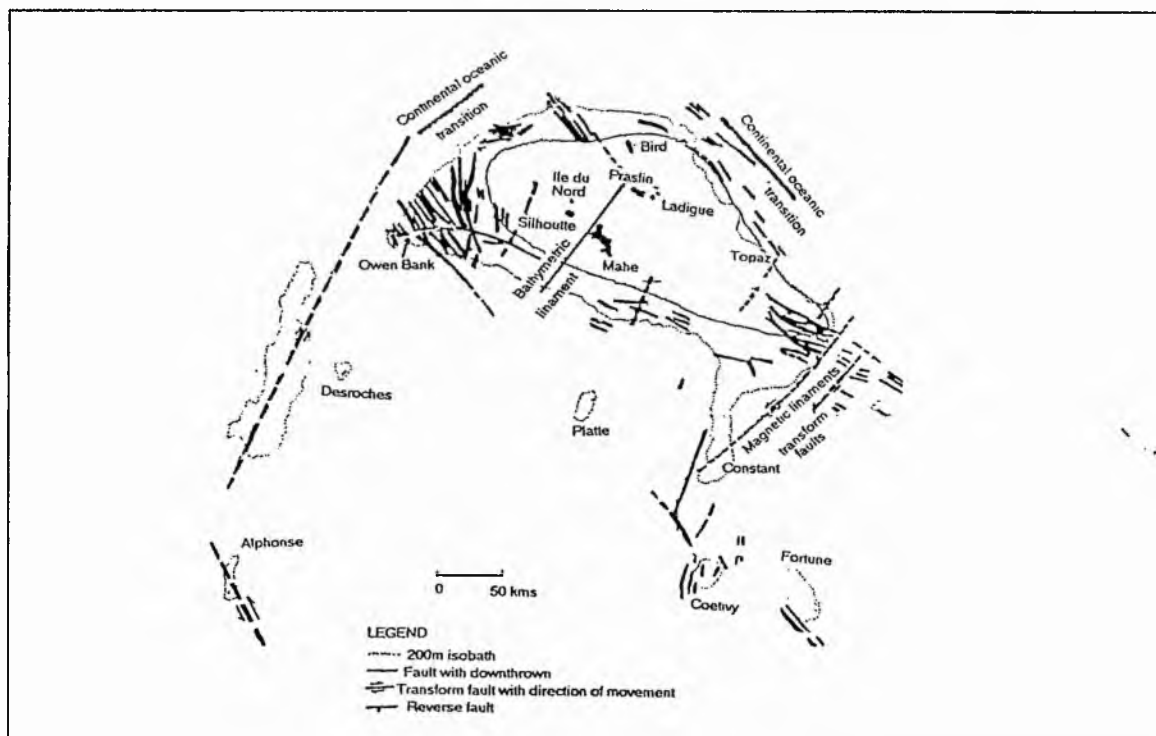 Continental oceanic
transition
Continental oceanic
transition
Bird
Praslin
Ile du
Nord
Ladigue
Silhoutte
Mahe
Topaz
Owen Bank
Bathymetric
linament
Desroches
Platte
Magnetic linaments
transform
faults
Constant
Alphonse
Fortune
Coetivy
0 50 kms
LEGEND
200m isobath
Fault with downthrown
Transform fault with direction of movement
Reverse fault